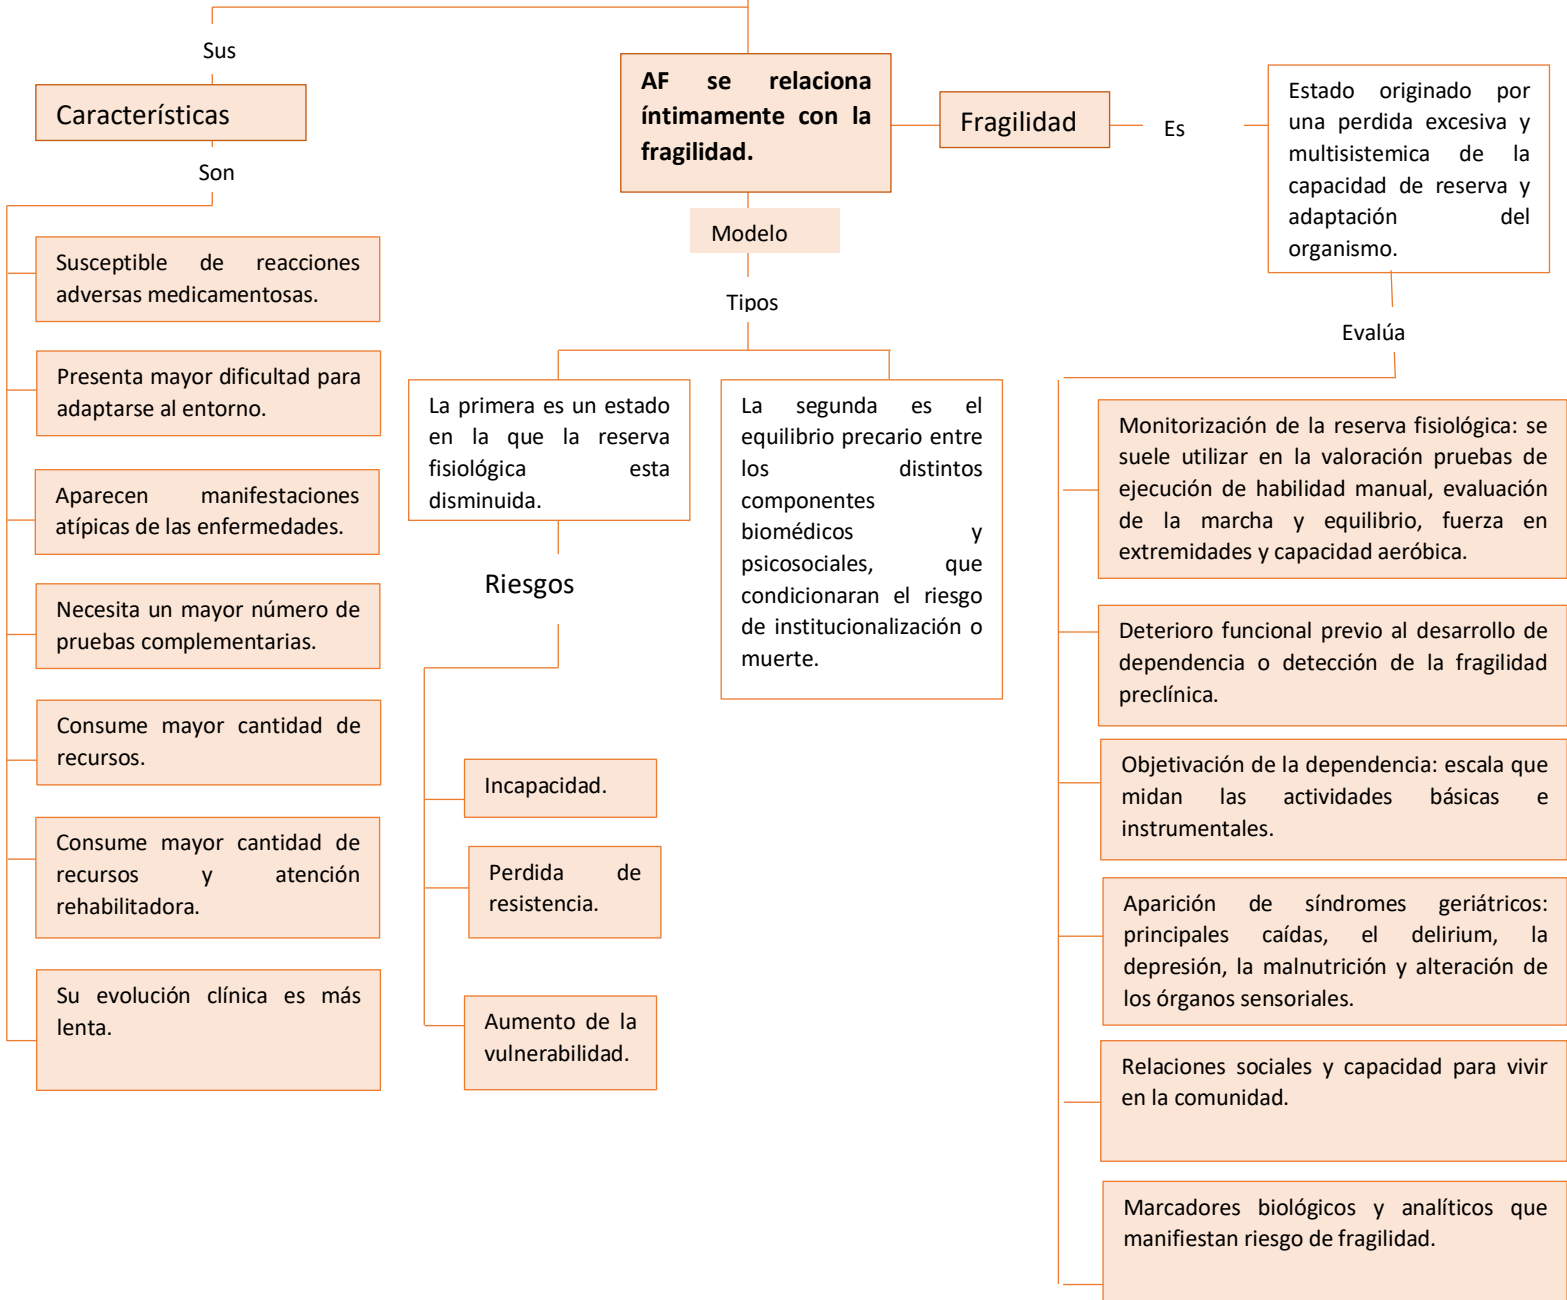 Sus
Características
Son
Susceptible de reacciones
adversas medicamentosas.
Presenta mayor dificultad para
adaptarse al entorno.
Aparecen manifestaciones
atípicas de las enfermedades.
Necesita un mayor número de
pruebas complementarias.
Consume mayor cantidad de
recursos.
Consume mayor cantidad de
recursos y atención
rehabilitadora.
Su evolución clínica es más
lenta.
AF se relaciona
íntimamente con la
fragilidad.
Modelo
Tipos
La primera es un estado
en la que la reserva
fisiológica esta
disminuida.
Riesgos
Incapacidad.
Perdida de
resistencia.
Aumento de la
vulnerabilidad.
La segunda es el
equilibrio precario entre
los distintos
componentes
biomédicos y
psicosociales, que
condicionaran el riesgo
de institucionalización o
muerte.
Fragilidad
Es
Estado originado por
una perdida excesiva y
multisistemica de la
capacidad de reserva y
adaptación del
organismo.
Evalúa
Monitorización de la reserva fisiológica: se
suele utilizar en la valoración pruebas de
ejecución de habilidad manual, evaluación
de la marcha y equilibrio, fuerza en
extremidades y capacidad aeróbica.
Deterioro funcional previo al desarrollo de
dependencia o detección de la fragilidad
preclínica.
Objetivación de la dependencia: escala que
midan las actividades básicas e
instrumentales.
Aparición de síndromes geriátricos:
principales caídas, el delirium, la
depresión, la malnutrición y alteración de
los órganos sensoriales.
Relaciones sociales y capacidad para vivir
en la comunidad.
Marcadores biológicos y analíticos que
manifiestan riesgo de fragilidad.